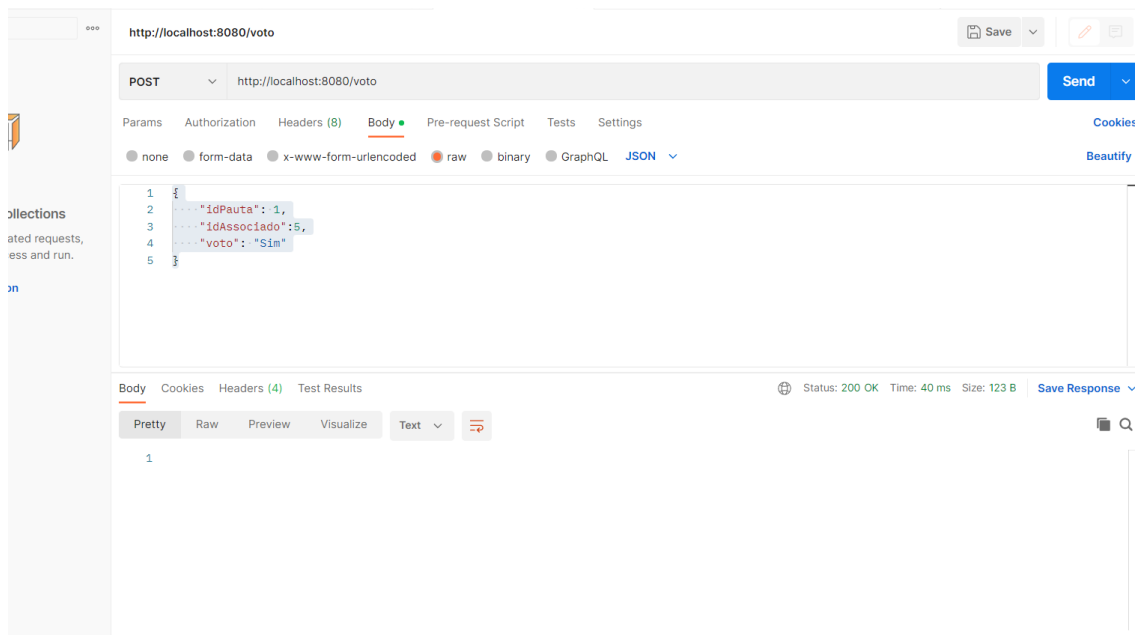 http://localhost:8080/voto
Save
POST
http://localhost:8080/voto
Send
Params Authorization Headers (8) Body Pre-request Script Tests Settings Cookies
none form-data x-www-form-urlencoded raw binary GraphQL JSON Beautify
1 {
2 "idPauta": 1,
3 "idAssociado":5,
4 "voto": "Sim"
5 }
ollections
ated requests,
ess and run.
on
Body Cookies Headers (4) Test Results Status: 200 OK Time: 40 ms Size: 123 B Save Response
Pretty Raw Preview Visualize Text
1